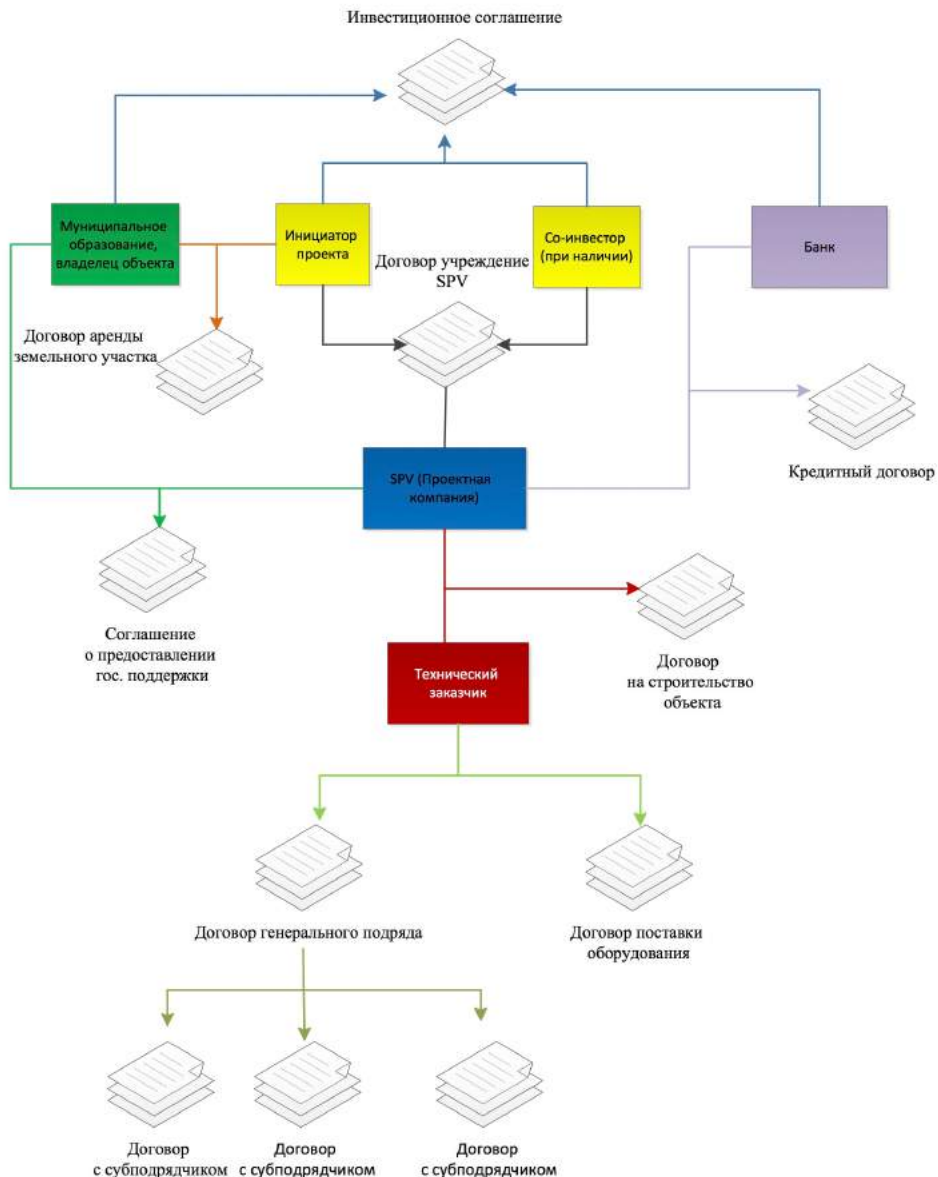 Инвестиционное соглашение
Муниципальное
образование,
владелец объекта
Инициатор
проекта
Со-инвестор
(при наличии)
Банк
Договор учреждение
SPV
Договор аренды
земельного участка
Кредитный договор
SPV (Проектная
компания)
Соглашение
о предоставлении
гос. поддержки
Технический
заказчик
Договор
на строительство
объекта
Договор генерального подряда
Договор поставки
оборудования
Договор
с субподрядчиком
Договор
с субподрядчиком
Договор
с субподрядчиком